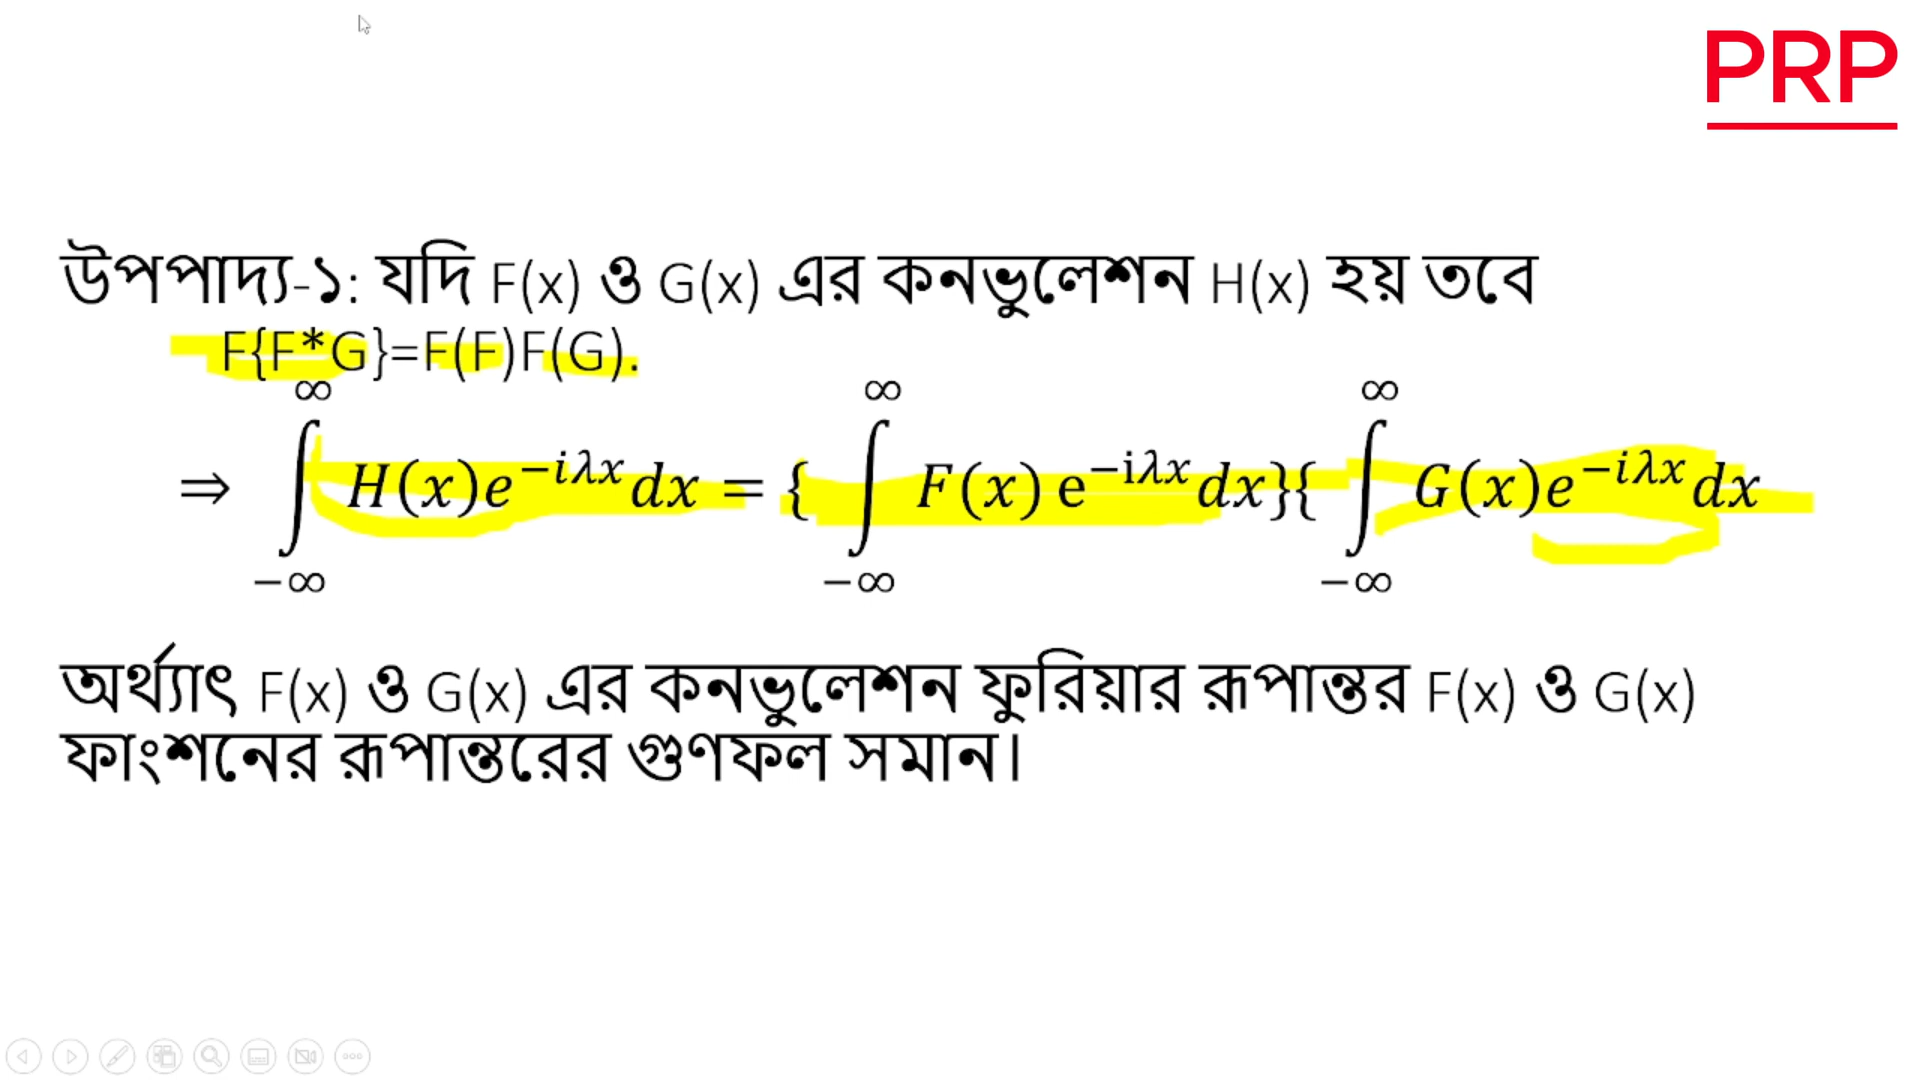 PRP
উপপাদ্য-১: যদি F(x) ও G(x) এর কনভুলেশন H(x) হয় তবে
F{F*G}=F(F)F(G).
⇒ ∫_{−∞}^{∞} H(x)e^{−iλx} dx = { ∫_{−∞}^{∞} F(x) e^{−iλx} dx}{ ∫_{−∞}^{∞} G(x)e^{−iλx} dx
অর্থ্যাৎ F(x) ও G(x) এর কনভুলেশন ফুরিয়ার রূপান্তর F(x) ও G(x)
ফাংশনের রূপান্তরের গুণফল সমান।